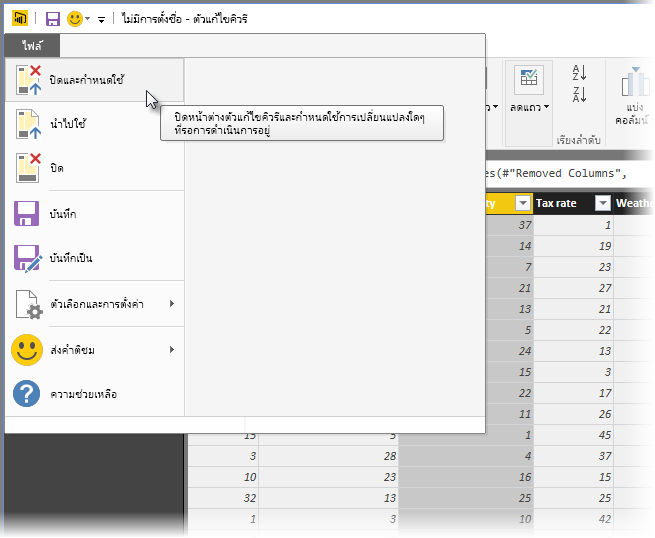 ไม่มีการตั้งชื่อ - ตัวแก้ไขคิวรี
ไฟล์
ปิดและกำหนดใช้
นำไปใช้
ปิด
บันทึก
บันทึกเป็น
ตัวเลือกและการตั้งค่า
ส่งคำติชม
ความช่วยเหลือ
ปิดหน้าต่างตัวแก้ไขคิวรีและกำหนดใช้การเปลี่ยนแปลงใดๆ
ที่รอการดำเนินการอยู่
ลดแถว
A
Z
Z
A
เรียงลำดับ
แบ่ง
คอลัมน์
es(#"Removed Columns",
ty Tax rate Weathe
37 1
14 19
7 23
21 27
13 21
5 22
24 13
15 3
22 17
11 26
15 5 1 45
3 28 4 37
10 23 16 15
32 13 25 25
1 3 10 42